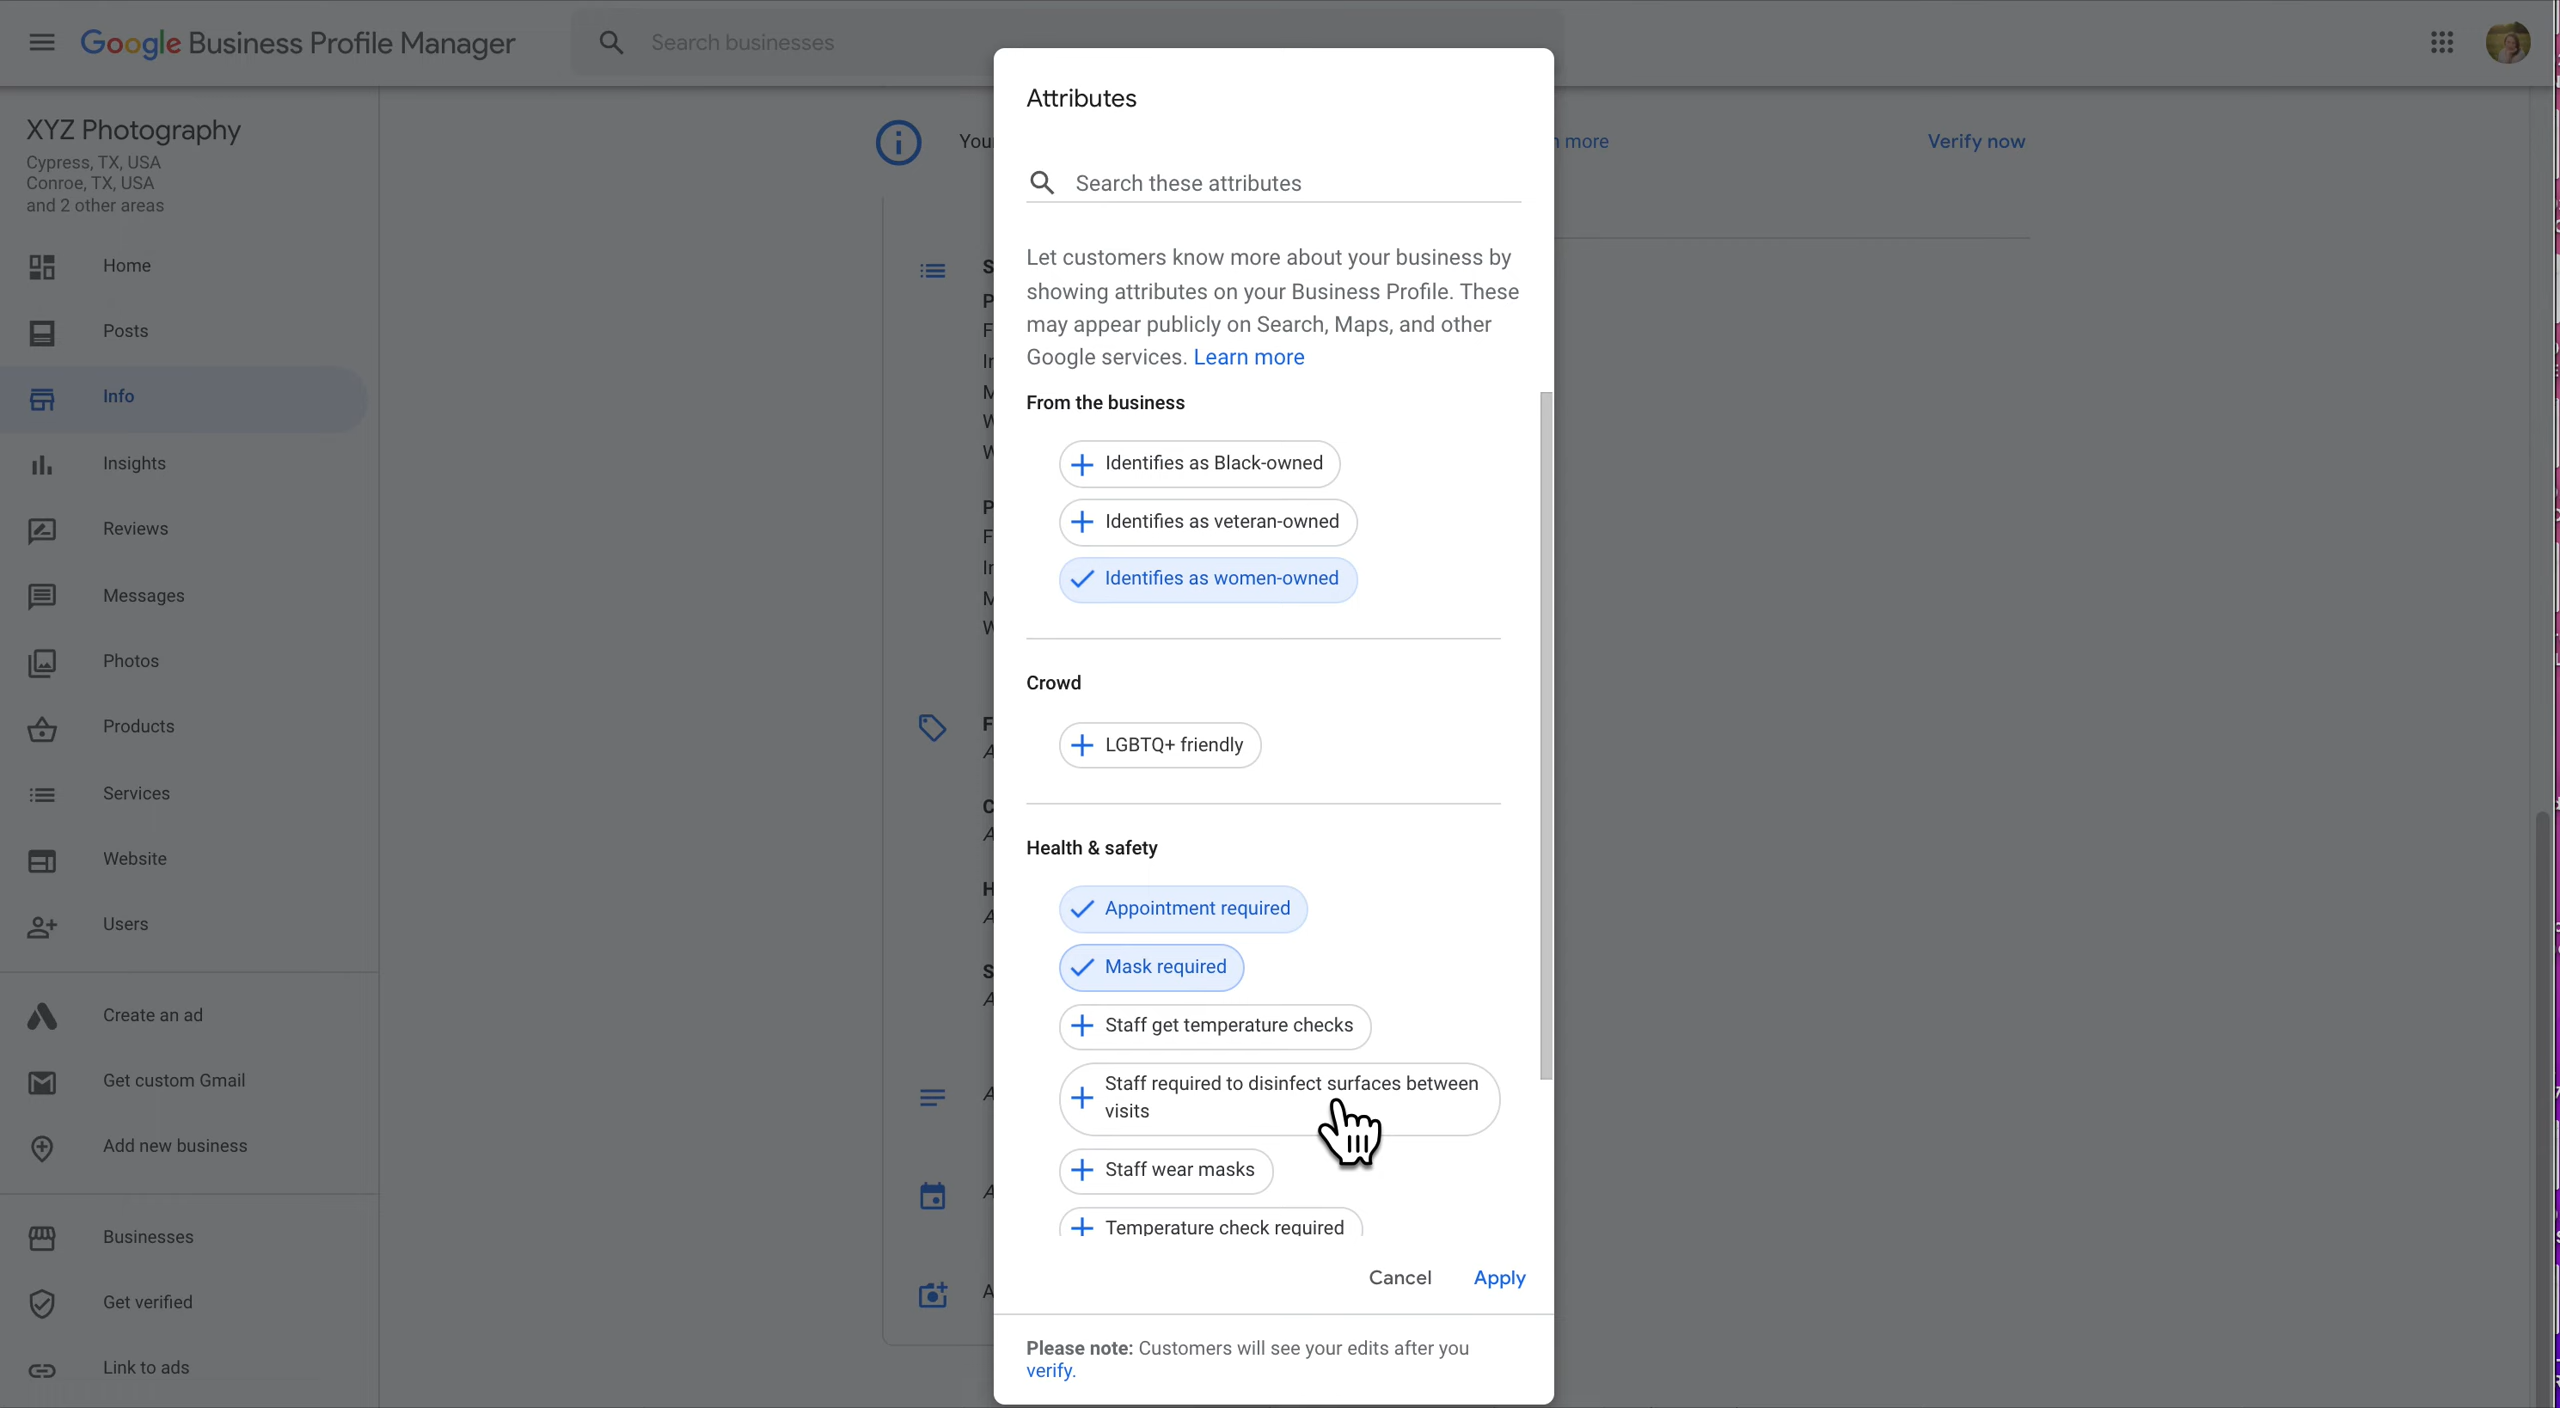 Google Business Profile Manager
Search businesses
XYZ Photography
Cypress, TX, USA
Conroe, TX, USA
and 2 other areas
Home
Posts
Info
Insights
Reviews
Messages
Photos
Products
Services
Website
Users
Create an ad
Get custom Gmail
Add new business
Businesses
Get verified
Link to ads
more
Verify now
Attributes
Search these attributes
Let customers know more about your business by
showing attributes on your Business Profile. These
may appear publicly on Search, Maps, and other
Google services. Learn more
From the business
Identifies as Black-owned
Identifies as veteran-owned
Identifies as women-owned
Crowd
LGBTQ+ friendly
Health & safety
Appointment required
Mask required
Staff get temperature checks
Staff required to disinfect surfaces between
visits
Staff wear masks
Temperature check required
Cancel
Apply
Please note: Customers will see your edits after you
verify.